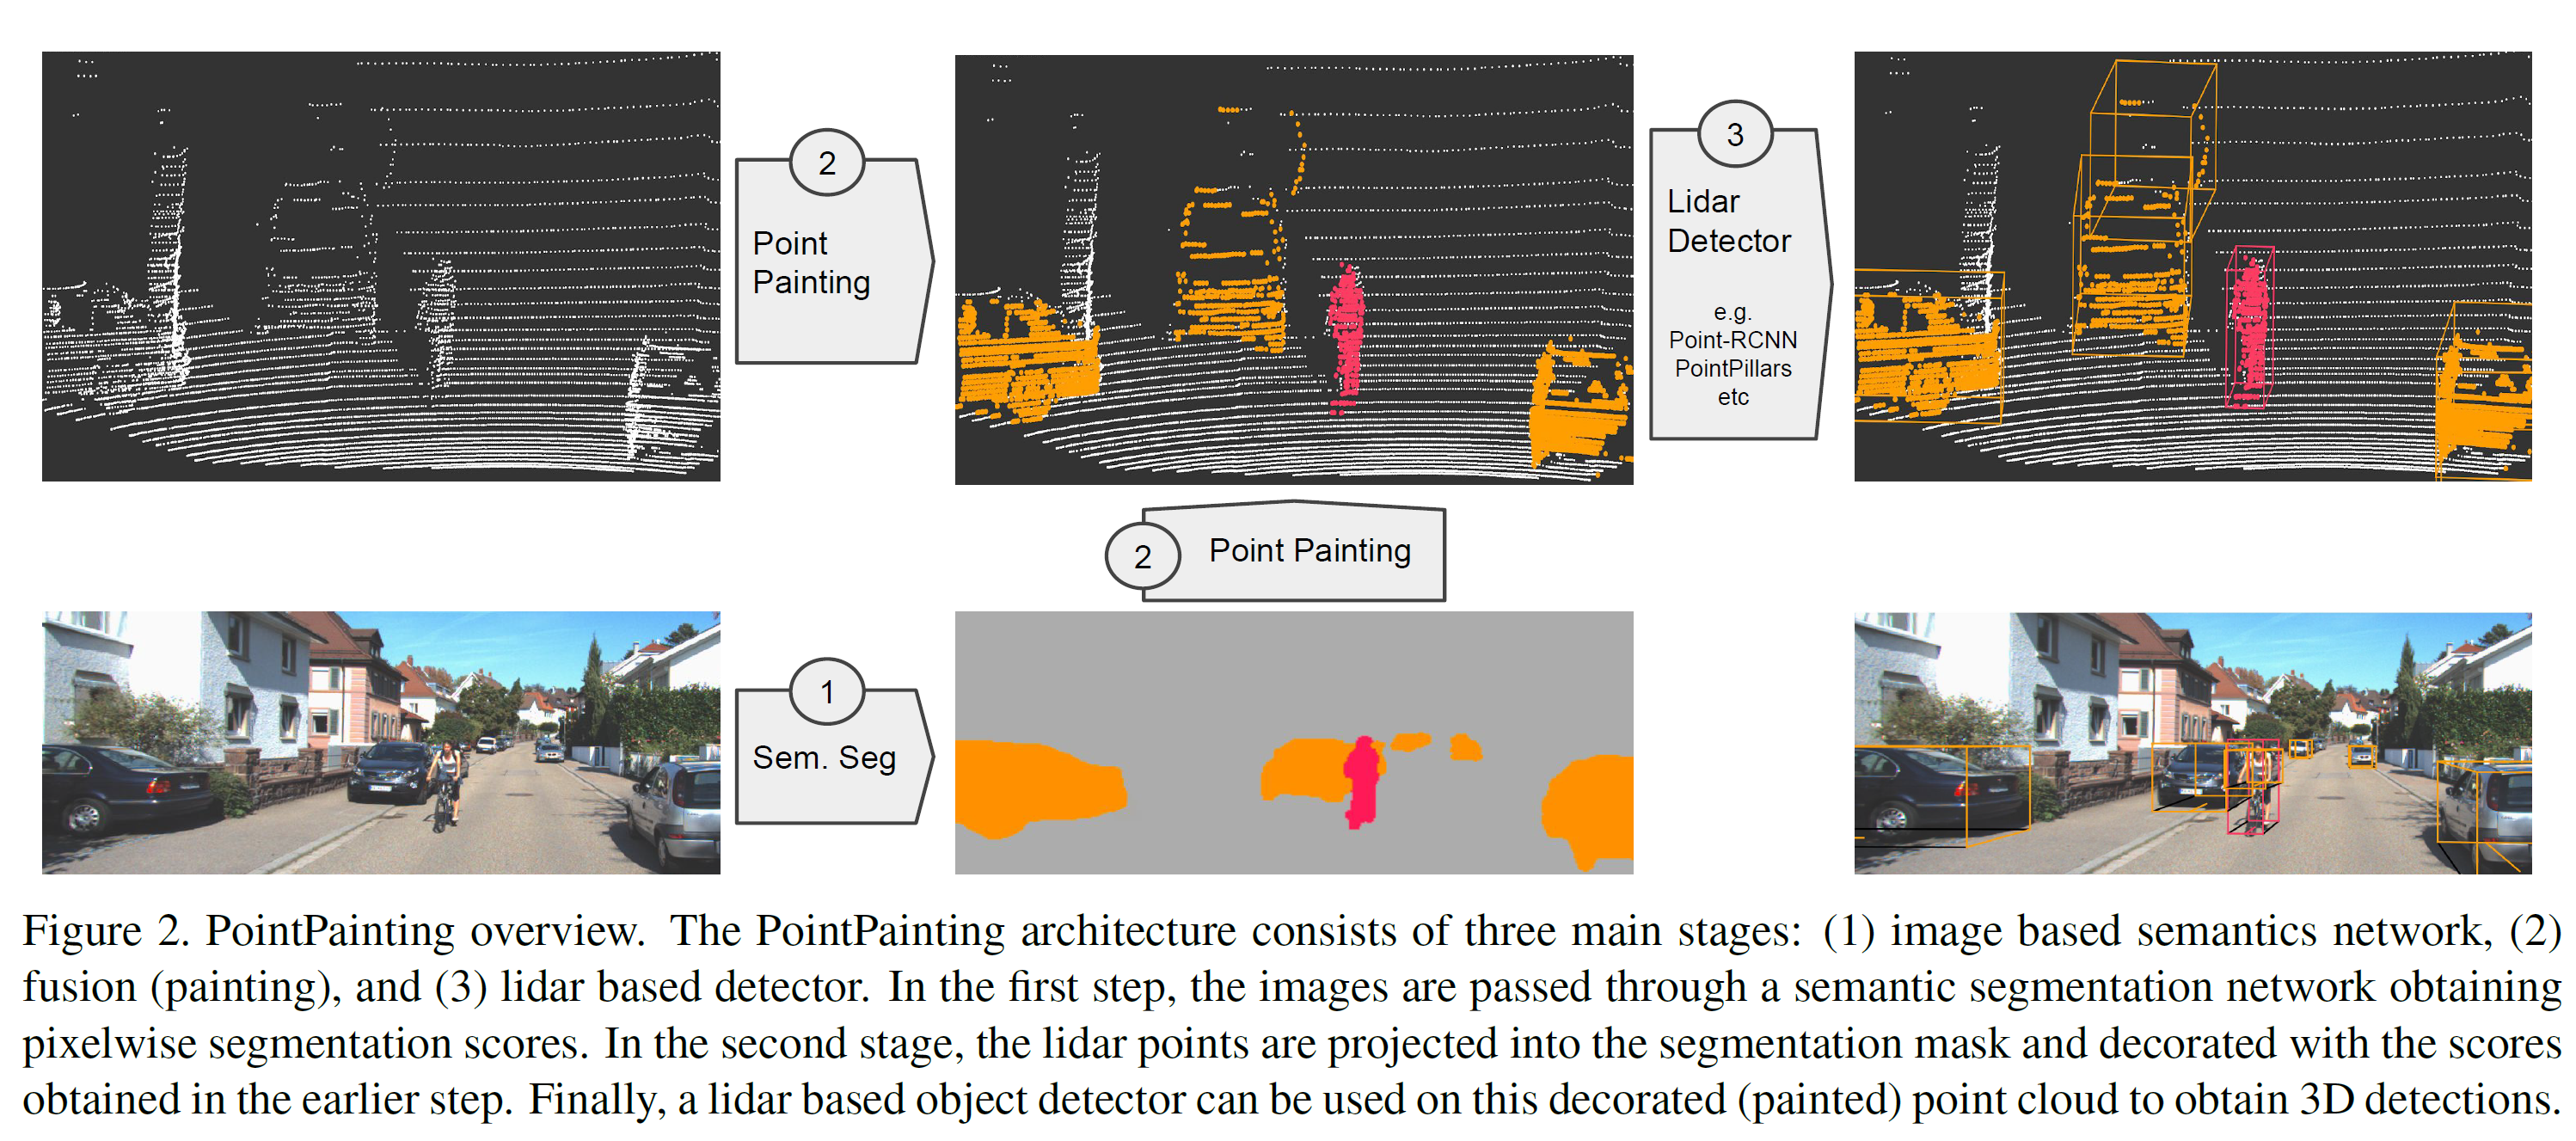 2
Point
Painting
3
Lidar
Detector
e.g.
Point-RCNN
PointPillars
etc
2
Point Painting
1
Sem. Seg
Figure 2. PointPainting overview. The PointPainting architecture consists of three main stages: (1) image based semantics network, (2)
fusion (painting), and (3) lidar based detector. In the first step, the images are passed through a semantic segmentation network obtaining
pixelwise segmentation scores. In the second stage, the lidar points are projected into the segmentation mask and decorated with the scores
obtained in the earlier step. Finally, a lidar based object detector can be used on this decorated (painted) point cloud to obtain 3D detections.